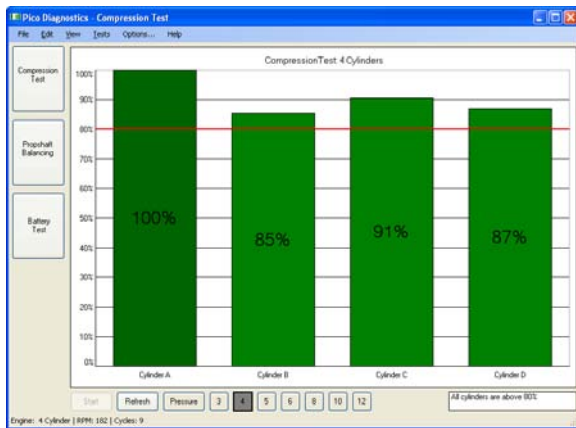 Pico Diagnostics - Compression Test
File Edit View Tests Options... Help
Compression
Test
Propshaft
Balancing
Battery
Test
CompressionTest 4 Cylinders
100%
90%
80%
70%
60%
50%
40%
30%
20%
10%
0%
100%
85%
91%
87%
Cylinder A Cylinder B Cylinder C Cylinder D
Start Refresh Pressure 3 4 5 6 8 10 12
All cylinders are above 80%
Engine: 4 Cylinder | RPM: 182 | Cycles: 9